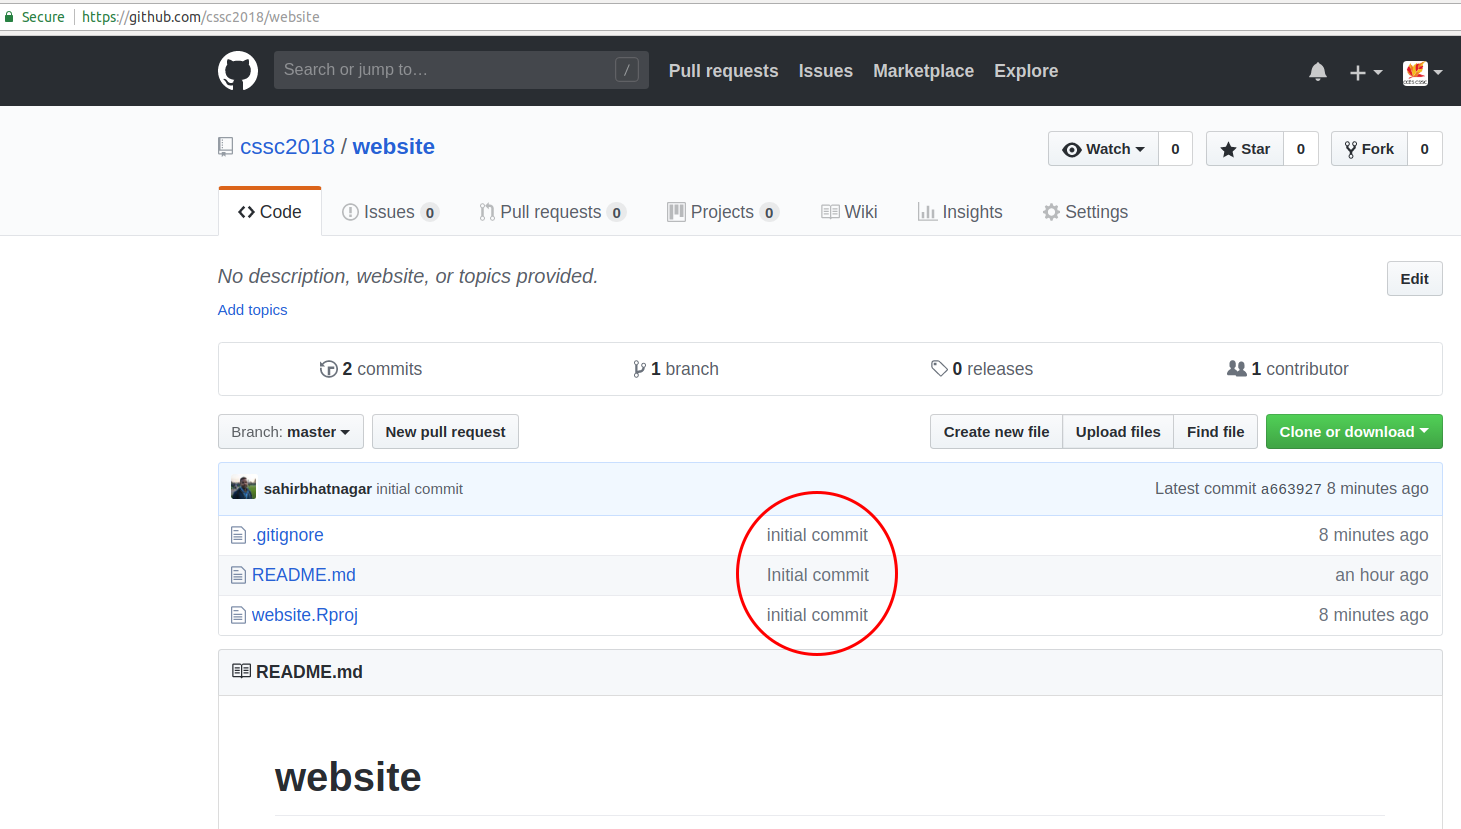 Secure https://github.com/cssc2018/website
Search or jump to… / Pull requests Issues Marketplace Explore
cssc2018 / website Watch 0 Star 0 Fork 0
Code Issues 0 Pull requests 0 Projects 0 Wiki Insights Settings
No description, website, or topics provided. Edit
Add topics
2 commits 1 branch 0 releases 1 contributor
Branch: master New pull request Create new file Upload files Find file Clone or download
sahirbhatnagar initial commit Latest commit a663927 8 minutes ago
.gitignore initial commit 8 minutes ago
README.md Initial commit an hour ago
website.Rproj initial commit 8 minutes ago
README.md
website